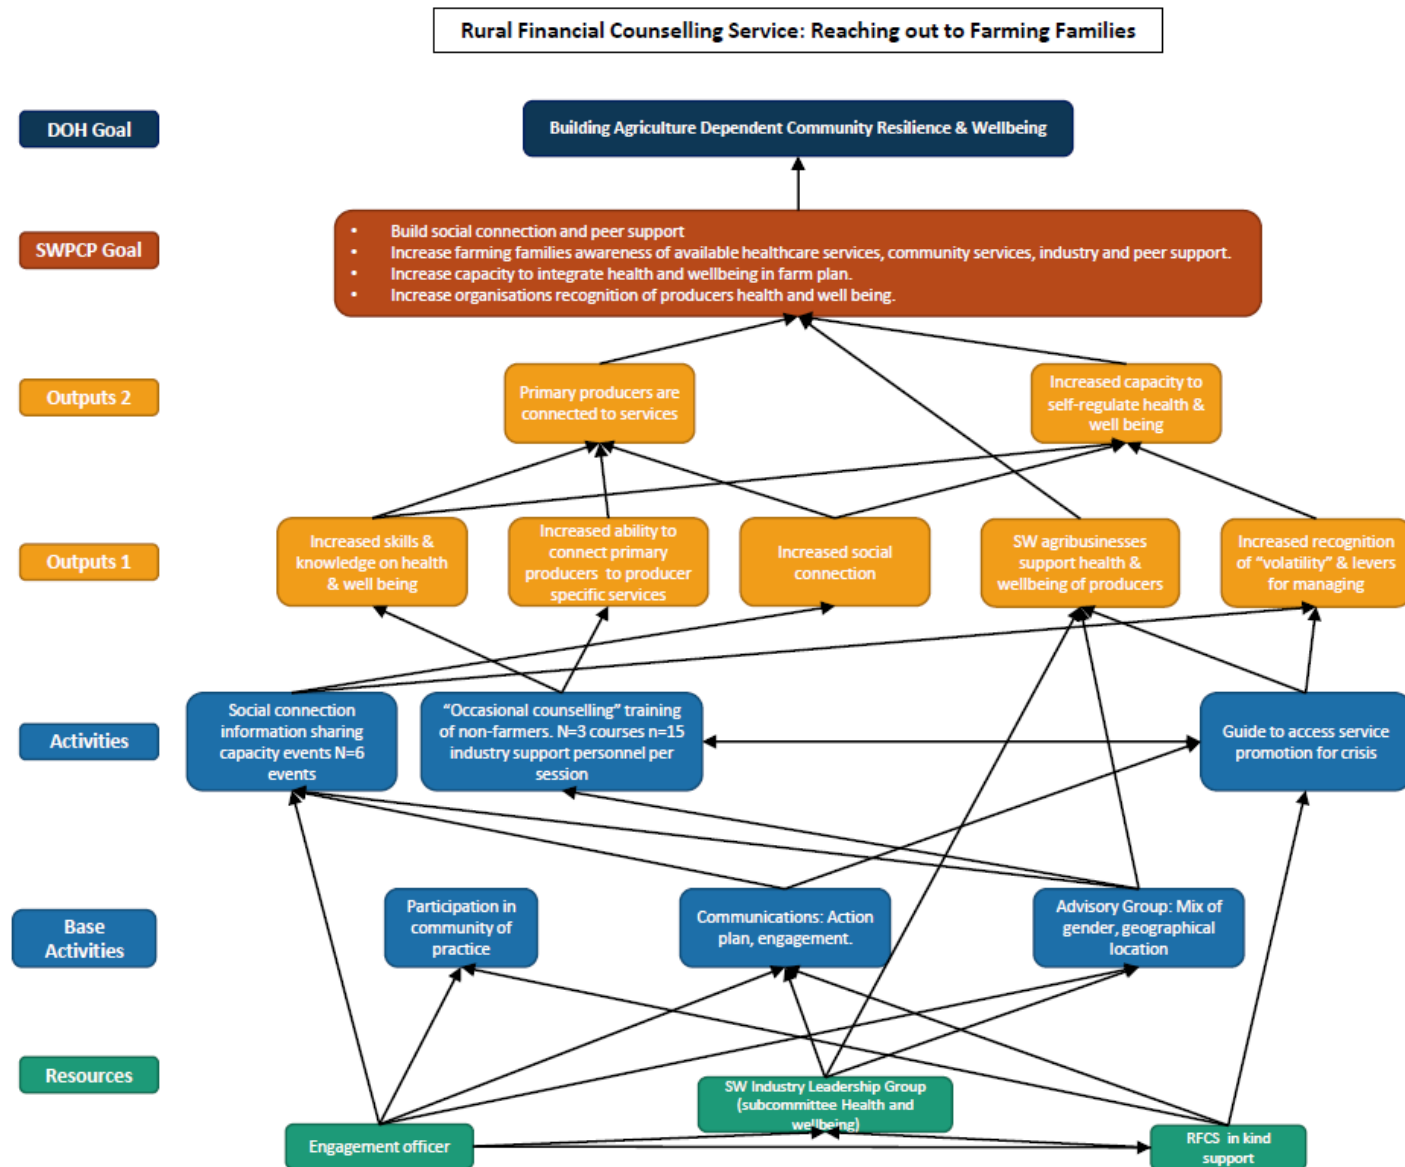 Rural Financial Counselling Service: Reaching out to Farming Families
DOH Goal
Building Agriculture Dependent Community Resilience & Wellbeing
SWPCP Goal
• Build social connection and peer support
• Increase farming families awareness of available healthcare services, community services, industry and peer support.
• Increase capacity to integrate health and wellbeing in farm plan.
• Increase organisations recognition of producers health and well being.
Outputs 2
Primary producers are
connected to services
Increased capacity to
self-regulate health &
well being
Outputs 1
Increased skills &
knowledge on health
& well being
Increased ability to
connect primary
producers to producer
specific services
Increased social
connection
SW agribusinesses
support health &
wellbeing of producers
Increased recognition
of “volatility” & levers
for managing
Activities
Social connection
information sharing
capacity events N=6
events
“Occasional counselling” training
of non-farmers. N=3 courses n=15
industry support personnel per
session
Guide to access service
promotion for crisis
Base
Activities
Participation in
community of
practice
Communications: Action
plan, engagement.
Advisory Group: Mix of
gender, geographical
location
Resources
Engagement officer
SW Industry Leadership Group
(subcommittee Health and
wellbeing)
RFCS in kind
support